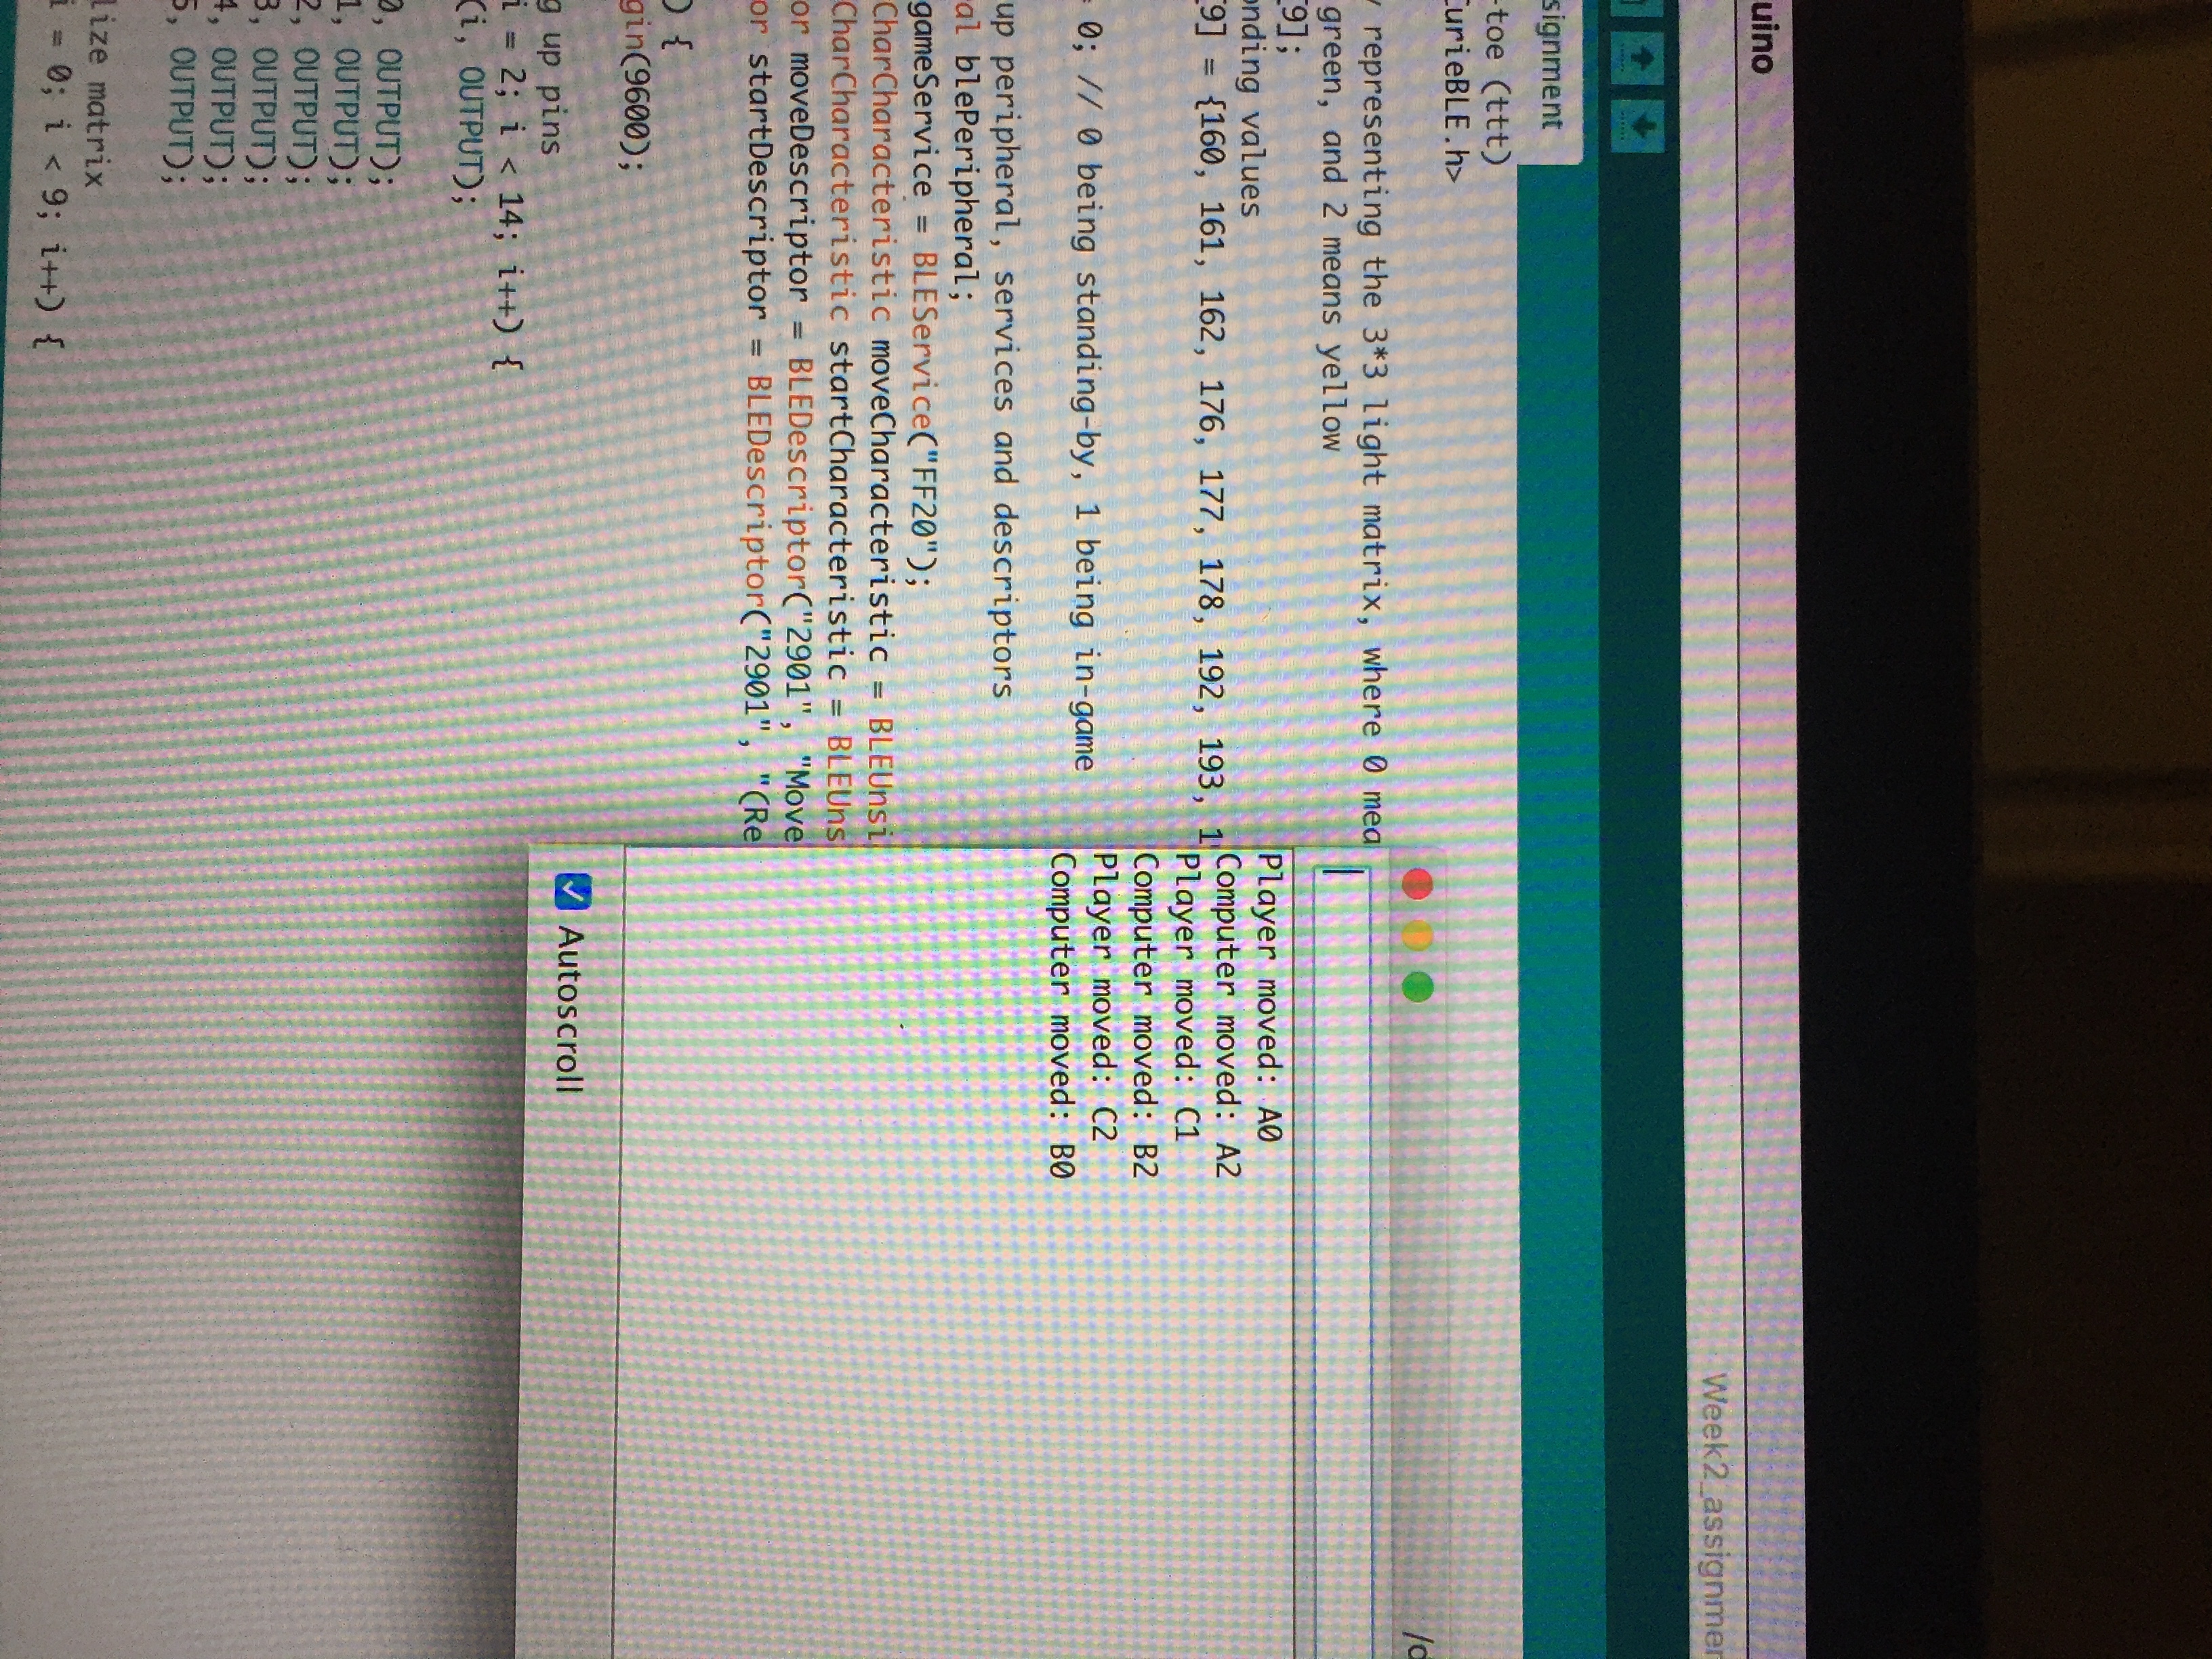 uino
Week2_assignmen
signment
-toe (ttt)
CurieBLE.h>
y representing the 3*3 light matrix, where 0 mea
green, and 2 means yellow
[9];
onding values
[9] = {160, 161, 162, 176, 177, 178, 192, 193, 1
= 0; // 0 being standing-by, 1 being in-game
up peripheral, services and descriptors
al blePeripheral;
gameService = BLEService("FF20");
CharCharacteristic moveCharacteristic = BLEUnsi
CharCharacteristic startCharacteristic = BLEUns
or moveDescriptor = BLEDescriptor("2901", "Move
or startDescriptor = BLEDescriptor("2901", "(Re
) {
gin(9600);
g up pins
i = 2; i < 14; i++) {
(i, OUTPUT);
0, OUTPUT);
1, OUTPUT);
2, OUTPUT);
3, OUTPUT);
4, OUTPUT);
5, OUTPUT);
lize matrix
i = 0; i < 9; i++) {
/d
Player moved: A0
Computer moved: A2
Player moved: C1
Computer moved: B2
Player moved: C2
Computer moved: B0
Autoscroll